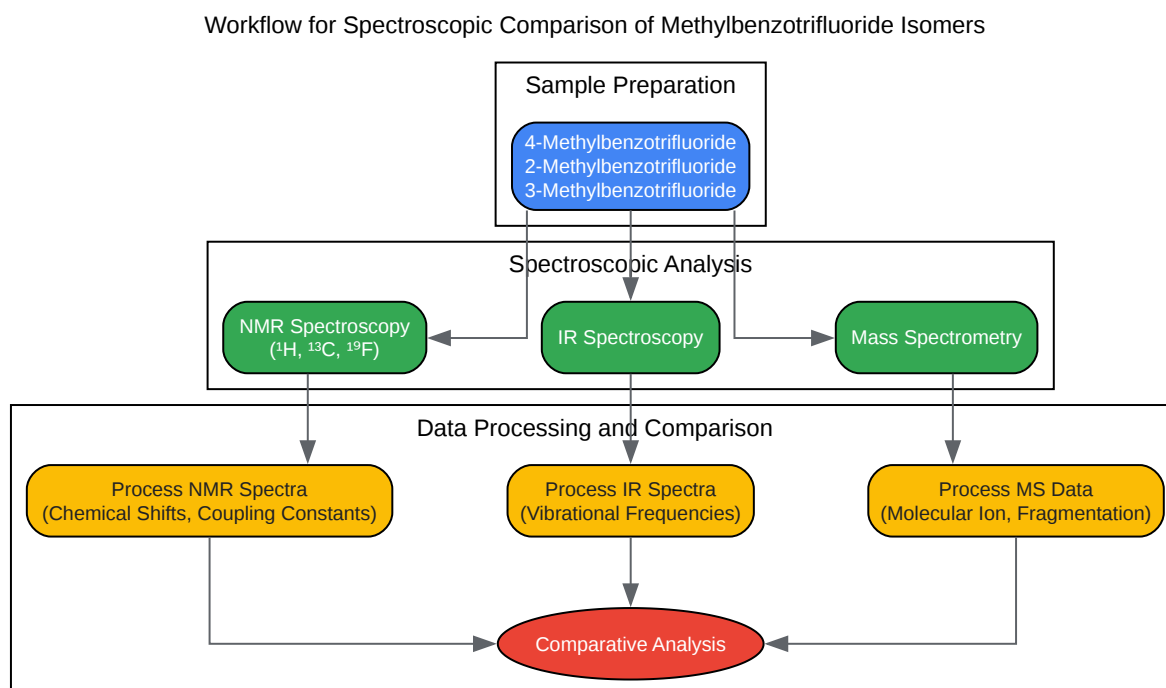 Workflow for Spectroscopic Comparison of Methylbenzotrifluoride Isomers
Sample Preparation
4-Methylbenzotrifluoride
2-Methylbenzotrifluoride
3-Methylbenzotrifluoride
Spectroscopic Analysis
NMR Spectroscopy
(¹H, ¹³C, ¹⁹F)
IR Spectroscopy
Mass Spectrometry
Data Processing and Comparison
Process NMR Spectra
(Chemical Shifts, Coupling Constants)
Process IR Spectra
(Vibrational Frequencies)
Process MS Data
(Molecular Ion, Fragmentation)
Comparative Analysis